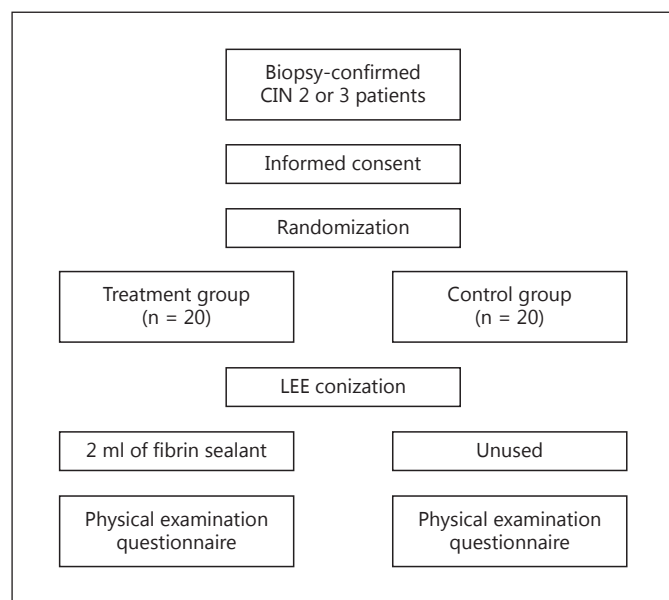 Biopsy-confirmed
CIN 2 or 3 patients
Informed consent
Randomization
Treatment group
(n = 20)
Control group
(n = 20)
LEE conization
2 ml of fibrin sealant
Unused
Physical examination
questionnaire
Physical examination
questionnaire